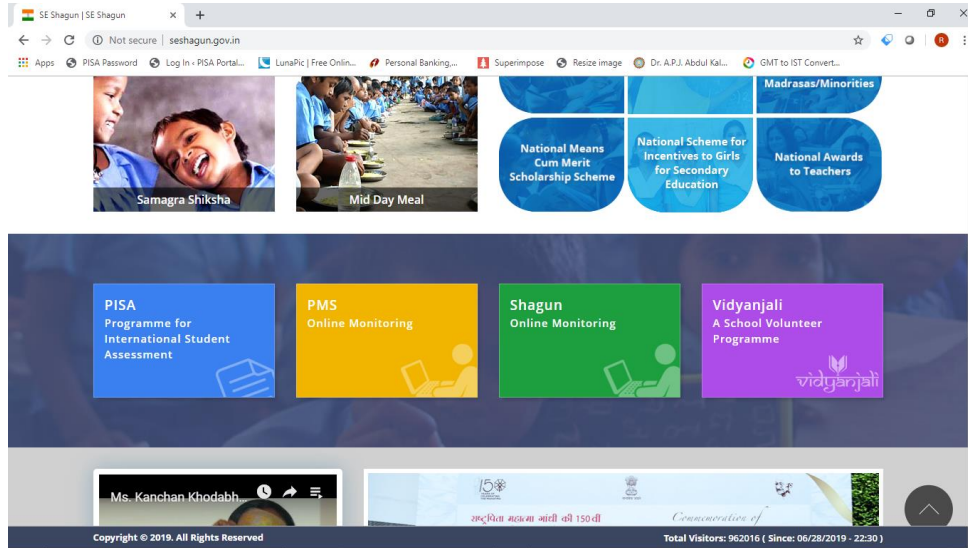 SE Shagun | SE Shagun
Not secure | seshagun.gov.in
Apps PISA Password Log In ‹ PISA Portal... LunaPic | Free Onlin... Personal Banking,... Superimpose Resize image Dr. A.P.J. Abdul Kal... GMT to IST Convert...
R
Madrasas/Minorities
Samagra Shiksha
Mid Day Meal
National Means
Cum Merit
Scholarship Scheme
National Scheme for
Incentives to Girls
for Secondary
Education
National Awards
to Teachers
PISA
Programme for
International Student
Assessment
PMS
Online Monitoring
Shagun
Online Monitoring
Vidyanjali
A School Volunteer
Programme
vidyanjali
Ms. Kanchan Khodabh...
राष्ट्रपिता महात्मा गांधी की 150 वीं
Commemoration of
Copyright © 2019. All Rights Reserved
Total Visitors: 962016 ( Since: 06/28/2019 - 22:30 )